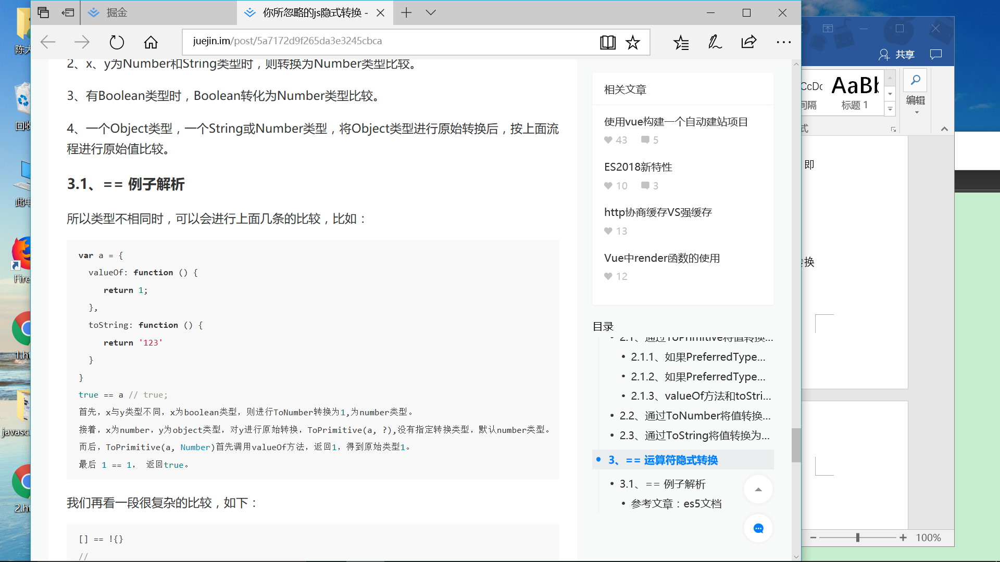 掘金
你所忽略的js隐式转换 -
juejin.im/post/5a7172d9f265da3e3245cbca
2、x、y为Number和String类型时，则转换为Number类型比较。
3、有Boolean类型时，Boolean转化为Number类型比较。
4、一个Object类型，一个String或Number类型，将Object类型进行原始转换后，按上面流
程进行原始值比较。
3.1、== 例子解析
所以类型不相同时，可以会进行上面几条的比较，比如：
var a = {
valueOf: function () {
return 1;
},
toString: function () {
return '123'
}
}
true == a // true;
首先，x与y类型不同，x为boolean类型，则进行ToNumber转换为1,为number类型。
接着，x为number，y为object类型，对y进行原始转换，ToPrimitive(a, ?),没有指定转换类型，默认number类型。
而后，ToPrimitive(a, Number)首先调用valueOf方法，返回1，得到原始类型1。
最后 1 == 1， 返回true。
我们再看一段很复杂的比较，如下：
[] == !{}
//
相关文章
使用vue构建一个自动建站项目
43 5
ES2018新特性
10 3
http协商缓存VS强缓存
13
Vue中render函数的使用
12
目录
2.1、通过ToPrimitive将值转换...
2.1.1、如果PreferredType...
2.1.2、如果PreferredType...
2.1.3、valueOf方法和toStri...
2.2、通过ToNumber将值转换...
2.3、通过ToString将值转换为...
3、== 运算符隐式转换
3.1、== 例子解析
参考文章：es5文档
共享
AaBb
间隔
标题 1
编辑
式
即
换
100%
陈大
回收
此电
Fire
1.ht
javasc
2.ht